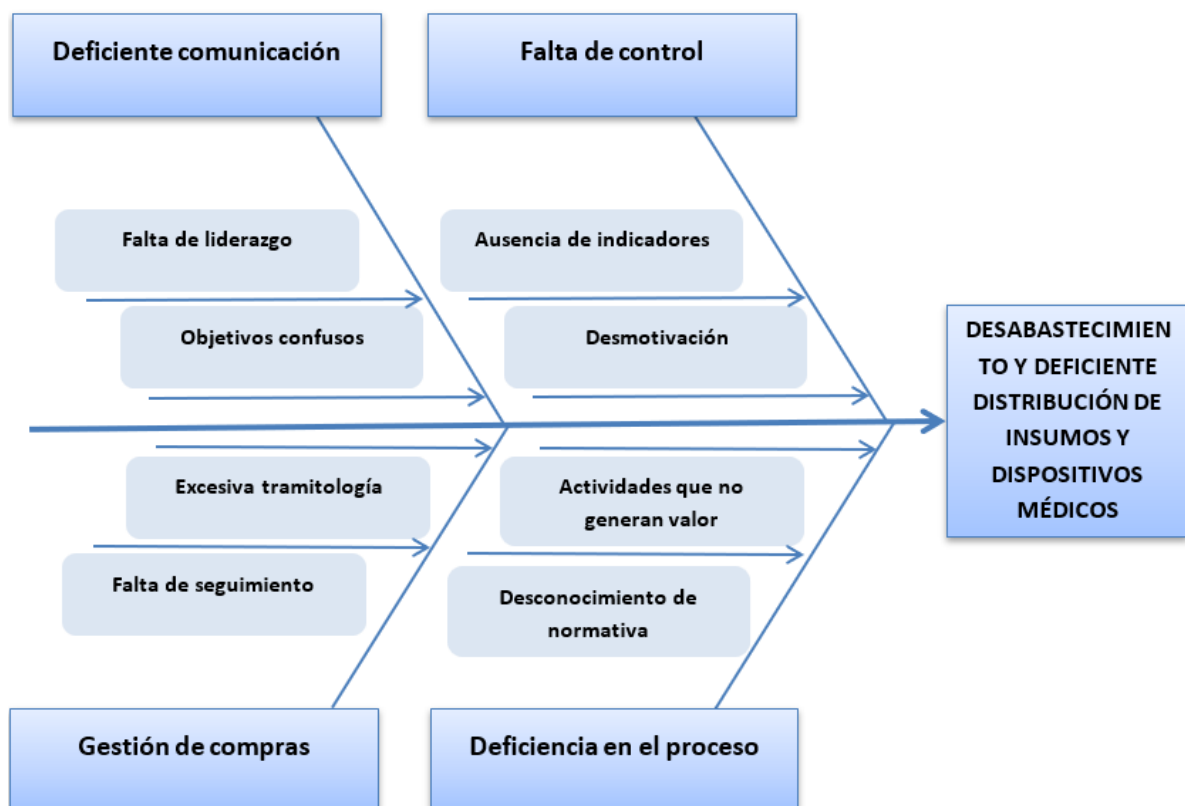 Deficiente comunicación
Falta de control
Falta de liderazgo
Ausencia de indicadores
Objetivos confusos
Desmotivación
DESABASTECIMIEN
TO Y DEFICIENTE
DISTRIBUCIÓN DE
INSUMOS Y
DISPOSITIVOS
MÉDICOS
Excesiva tramitología
Actividades que no
generan valor
Falta de seguimiento
Desconocimiento de
normativa
Gestión de compras
Deficiencia en el proceso